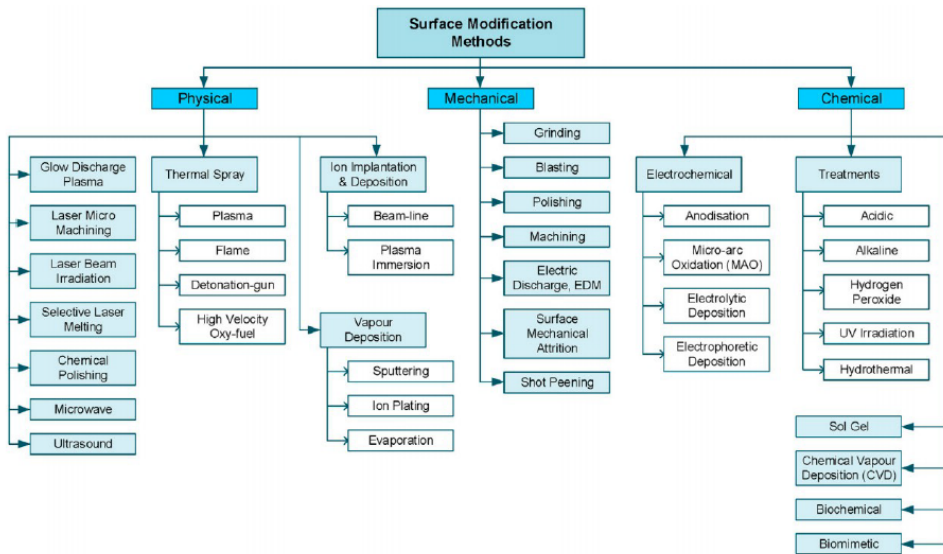 Surface Modification
Methods
Physical
Mechanical
Chemical
Glow Discharge
Plasma
Laser Micro
Machining
Laser Beam
Irradiation
Selective Laser
Melting
Chemical
Polishing
Microwave
Ultrasound
Thermal Spray
Plasma
Flame
Detonation-gun
High Velocity
Oxy-fuel
Ion Implantation
& Deposition
Beam-line
Plasma
Immersion
Vapour
Deposition
Sputtering
Ion Plating
Evaporation
Grinding
Blasting
Polishing
Machining
Electric
Discharge, EDM
Surface
Mechanical
Attrition
Shot Peening
Electrochemical
Anodisation
Micro-arc
Oxidation (MAO)
Electrolytic
Deposition
Electrophoretic
Deposition
Treatments
Acidic
Alkaline
Hydrogen
Peroxide
UV Irradiation
Hydrothermal
Sol Gel
Chemical Vapour
Deposition (CVD)
Biochemical
Biomimetic